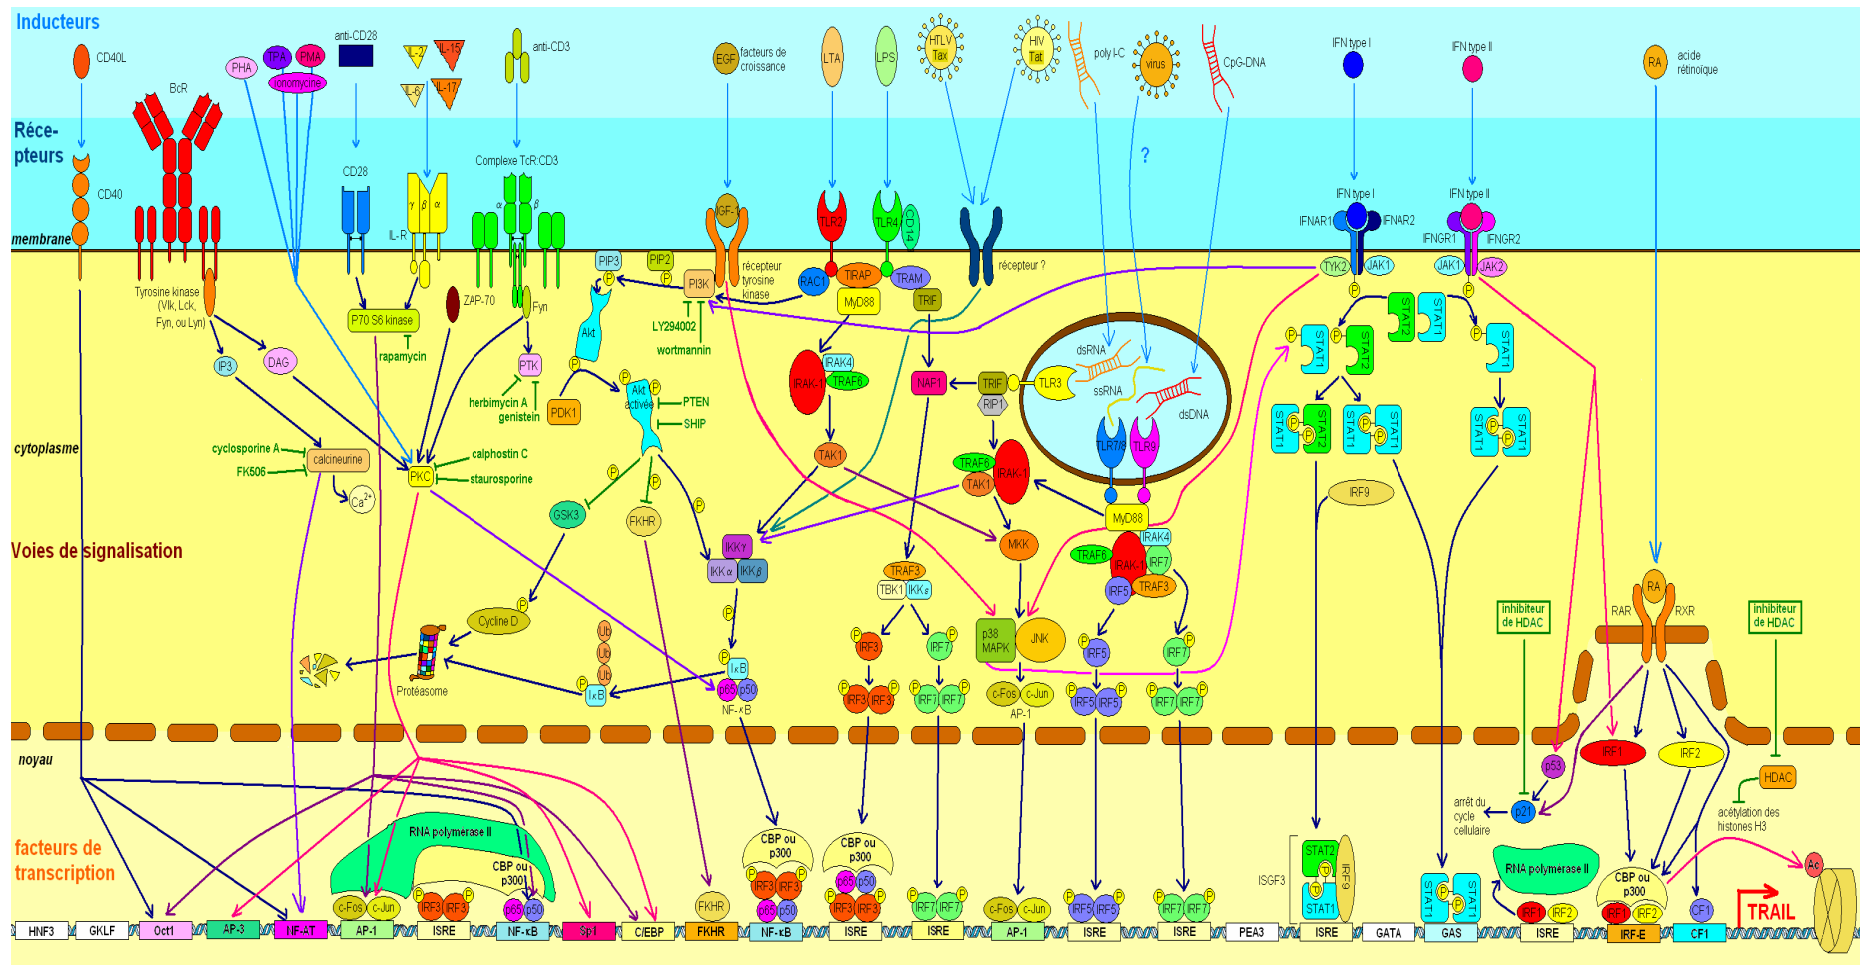 Inducteurs
CD40L
PHA
TPA
PMA
ionomycine
anti-CD28
IL-2
IL-15
IL-6
IL-17
anti-CD3
EGF
facteurs de
croissance
LTA
LPS
HTLV
Tax
HIV
Tat
poly I-C
virus
CpG-DNA
IFN type I
IFN type II
RA
acide
rétinoïque
BcR
Réce-
pteurs
CD40
CD28
γ β α
IL-R
Complexe TcR:CD3
α
β
IGF-1
TLR2
TLR4
CD14
récepteur ?
?
IFN type I
IFNAR1
IFNAR2
IFN type II
IFNGR1
IFNGR2
membrane
Tyrosine kinase
(Vlk, Lck,
Fyn, ou Lyn)
P70 S6 kinase
rapamycin
ZAP-70
Fyn
PIP3
PIP2
P
P
PI3K
récepteur
tyrosine
kinase
LY294002
wortmannin
RAC1
TIRAP
TRAM
MyD88
TRIF
TYK2
JAK1
JAK1
JAK2
P
P
IP3
DAG
PTK
herbimycin A
genistein
Akt
P
PDK1
P
P
Akt
activée
PTEN
SHIP
IRAK4
IRAK-1
TRAF6
NAF1
TRIF
RIP1
TLR3
dsRNA
ssRNA
dsDNA
TLR7/8
TLR9
STAT2
STAT1
P
STAT1
P
STAT2
P
STAT1
STAT1
P
P
STAT2
STAT1
P
P
STAT1
STAT1
P
P
STAT1
cytoplasme
cyclosporine A
FK506
calcineurine
Ca2+
PKC
calphostin C
staurosporine
TAK1
TRAF6
TAK1
IRAK-1
P
P
P
GSK3
FKHR
IRF9
MyD88
IRAK4
TRAF6
IRAK-1
IRF7
IRF5
TRAF3
MKK
Voies de signalisation
IKKγ
IKKα
IKKβ
TRAF3
TBK1
IKKε
P
Cycline D
Protéasome
Ub
Ub
Ub
P
IκB
P
P
IκB
p65
p50
NF-κB
P
IRF3
P
IRF7
p38
MAPK
JNK
P
IRF5
P
IRF7
P
IRF3
IRF3
P
P
IRF7
IRF7
P
c-Fos
c-Jun
AP-1
P
IRF5
IRF5
P
P
IRF7
IRF7
P
inhibiteur
de HDAC
RAR
RA
RXR
inhibiteur
de HDAC
noyau
p53
IRF1
IRF2
HDAC
acétylation des
histones H3
arrêt du
cycle
cellulaire
p21
facteurs de
transcription
RNA polymerase II
CBP ou
p300
c-Fos
c-Jun
P
IRF3
IRF3
P
p65
p50
FKHR
CBP ou
p300
P
IRF3
IRF3
P
p65
p50
CBP ou
p300
p65
p50
P
IRF3
IRF3
P
P
IRF7
IRF7
P
c-Fos
c-Jun
P
IRF5
IRF5
P
P
IRF7
IRF7
P
ISGF3
STAT2
P
P
STAT1
IRF9
STAT1
P
P
STAT1
RNA polymérase II
IRF1
IRF2
CBP ou
p300
IRF1
IRF2
CF1
TRAIL
Ac
HNF3
GKLF
Oct1
AP-3
NF-AT
AP-1
ISRE
NF-κB
Sp1
C/EBP
FKHR
NF-κB
ISRE
ISRE
AP-1
ISRE
ISRE
PEA3
ISRE
GATA
GAS
ISRE
IRF-E
CF1